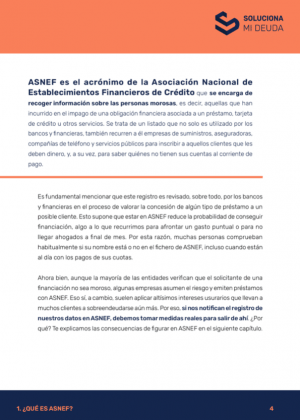 SOLUCIONA
MI DEUDA
ASNEF es el acrónimo de la Asociación Nacional de
Establecimientos Financieros de Crédito que se encarga de
recoger información sobre las personas morosas, es decir, aquellas que han
incurrido en el impago de una obligación financiera asociada a un préstamo, tarjeta
de crédito u otros servicios. Se trata de un listado que no solo es utilizado por los
bancos y financieras, también recurren a él empresas de suministros, aseguradoras,
compañías de teléfono y servicios públicos para inscribir a aquellos clientes que les
deben dinero, y, a su vez, para saber quiénes no tienen sus cuentas al corriente de
pago.
Es fundamental mencionar que este registro es revisado, sobre todo, por los bancos
y financieras en el proceso de valorar la concesión de algún tipo de préstamo a un
posible cliente. Esto supone que estar en ASNEF reduce la probabilidad de conseguir
financiación, algo a lo que recurrimos para afrontar un gasto puntual o para no
llegar ahogados a final de mes. Por esta razón, muchas personas comprueban
habitualmente si su nombre está o no en el fichero de ASNEF, incluso cuando están
al día con los pagos de sus cuotas.
Ahora bien, aunque la mayoría de las entidades verifican que el solicitante de una
financiación no sea moroso, algunas empresas asumen el riesgo y emiten préstamos
con ASNEF. Eso sí, a cambio, suelen aplicar altísimos intereses usurarios que llevan a
muchos clientes a sobreendeudarse aún más. Por eso, si nos notifican el registro de
nuestros datos en ASNEF, debemos tomar medidas reales para salir de ahí. ¿Por
qué? Te explicamos las consecuencias de figurar en ASNEF en el siguiente capítulo.
1. ¿QUÉ ES ASNEF?
4